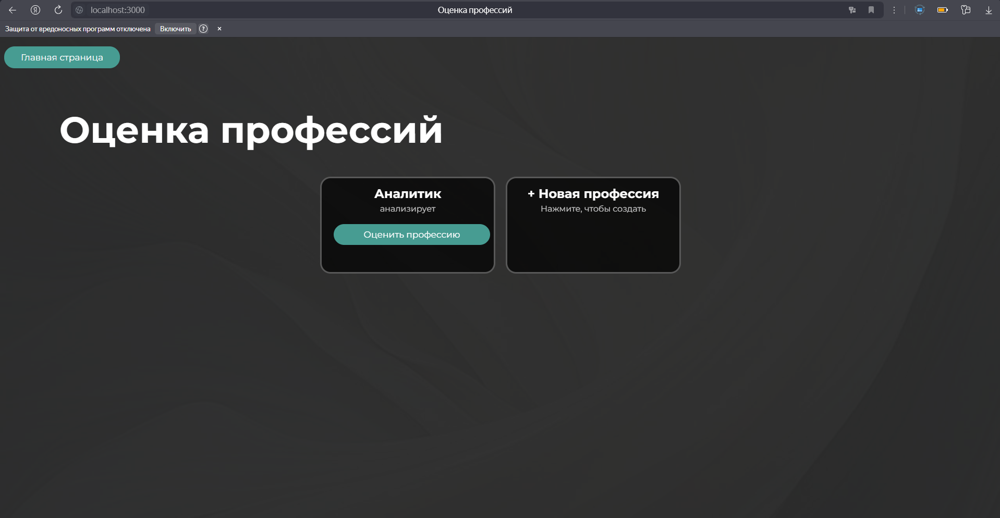 localhost:3000
Оценка профессий
Защита от вредоносных программ отключена Включить ?
Главная страница
Оценка профессий
Аналитик
анализирует
Оценить профессию
+ Новая профессия
Нажмите, чтобы создать